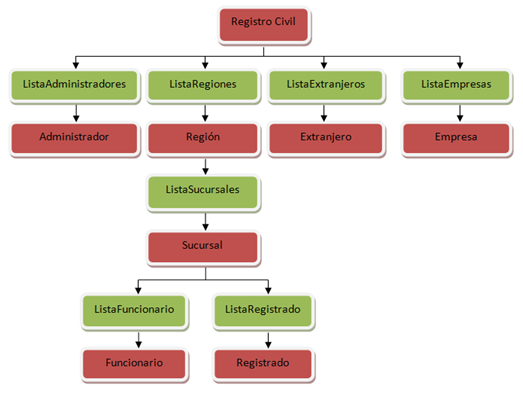 Registro Civil
ListaAdministradores
ListaRegiones
ListaExtranjeros
ListaEmpresas
Administrador
Región
Extranjero
Empresa
ListaSucursales
Sucursal
ListaFuncionario
ListaRegistrado
Funcionario
Registrado